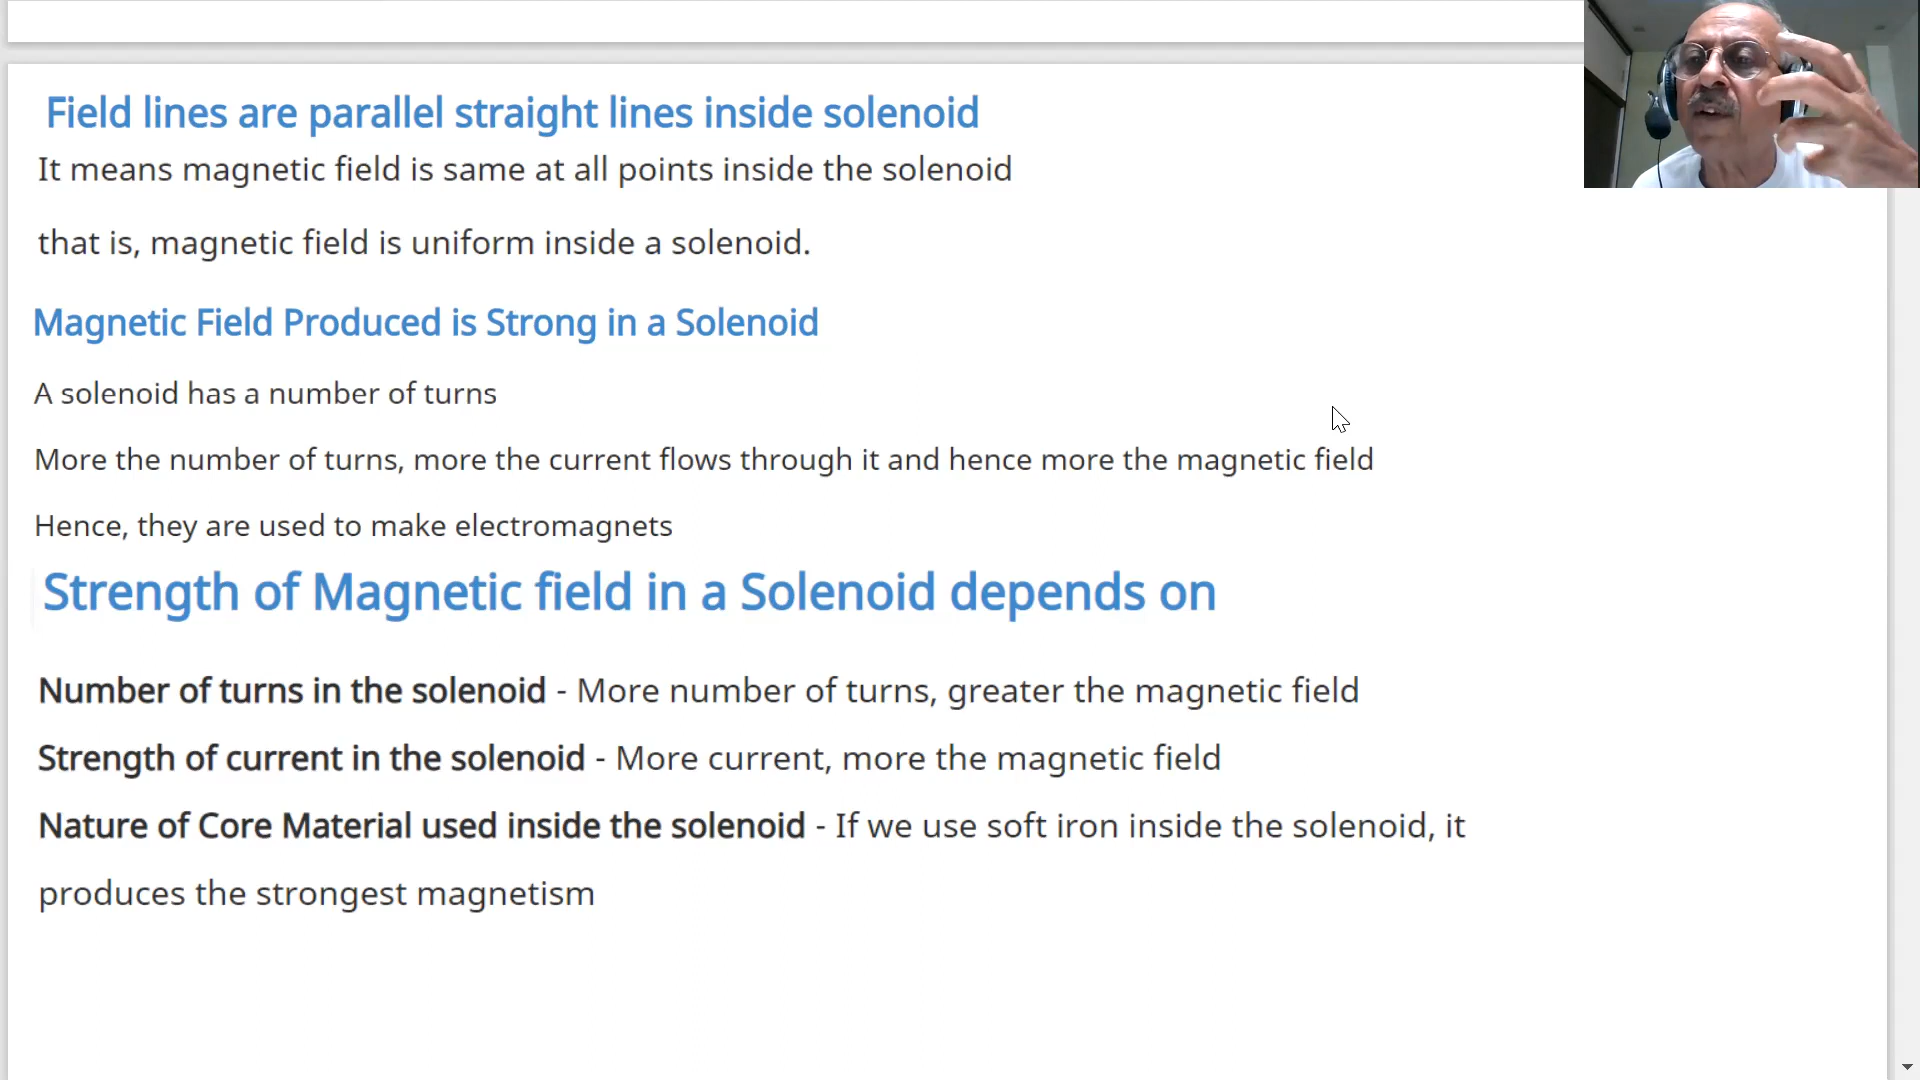 Field lines are parallel straight lines inside solenoid
It means magnetic field is same at all points inside the solenoid
that is, magnetic field is uniform inside a solenoid.
Magnetic Field Produced is Strong in a Solenoid
A solenoid has a number of turns
More the number of turns, more the current flows through it and hence more the magnetic field
Hence, they are used to make electromagnets
Strength of Magnetic field in a Solenoid depends on
Number of turns in the solenoid - More number of turns, greater the magnetic field
Strength of current in the solenoid - More current, more the magnetic field
Nature of Core Material used inside the solenoid - If we use soft iron inside the solenoid, it
produces the strongest magnetism